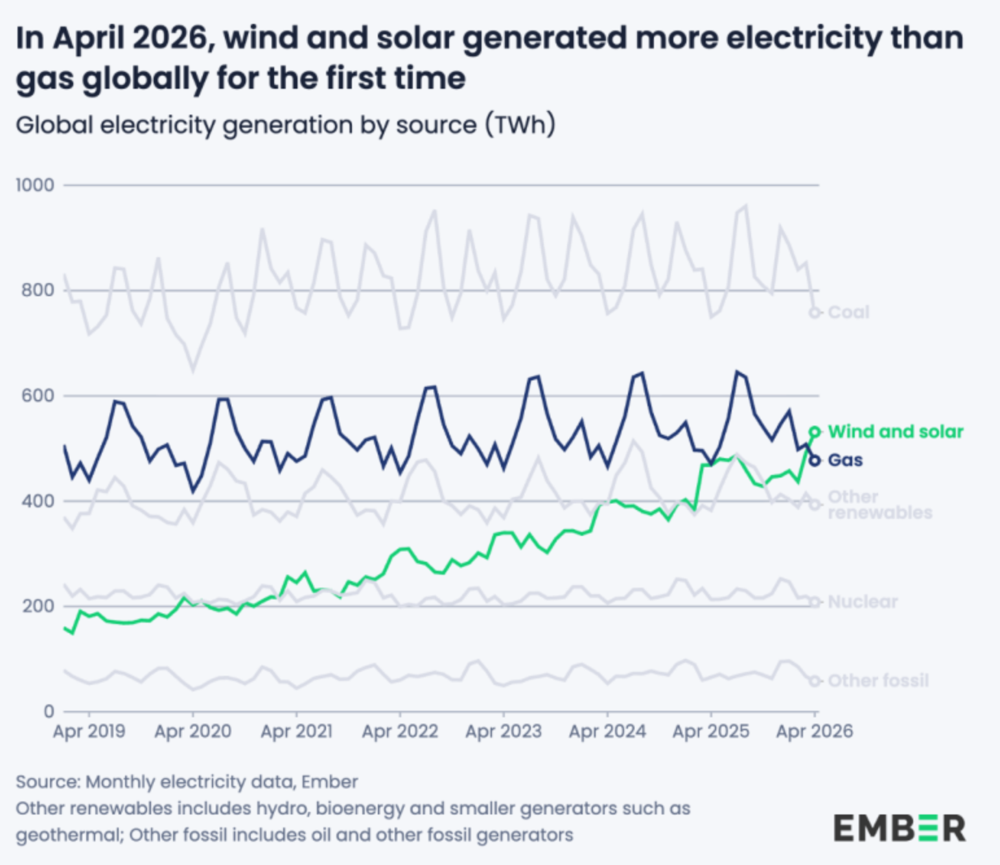 In April 2026, wind and solar generated more electricity than
gas globally for the first time
Global electricity generation by source (TWh)
1000
800
Coal
600
Wind and solar
Gas
400
Other
renewables
200
Nuclear
Other fossil
0
Apr 2019
Apr 2020
Apr 2021
Apr 2022
Apr 2023
Apr 2024
Apr 2025
Apr 2026
Source: Monthly electricity data, Ember
Other renewables includes hydro, bioenergy and smaller generators such as
geothermal; Other fossil includes oil and other fossil generators
EMBER